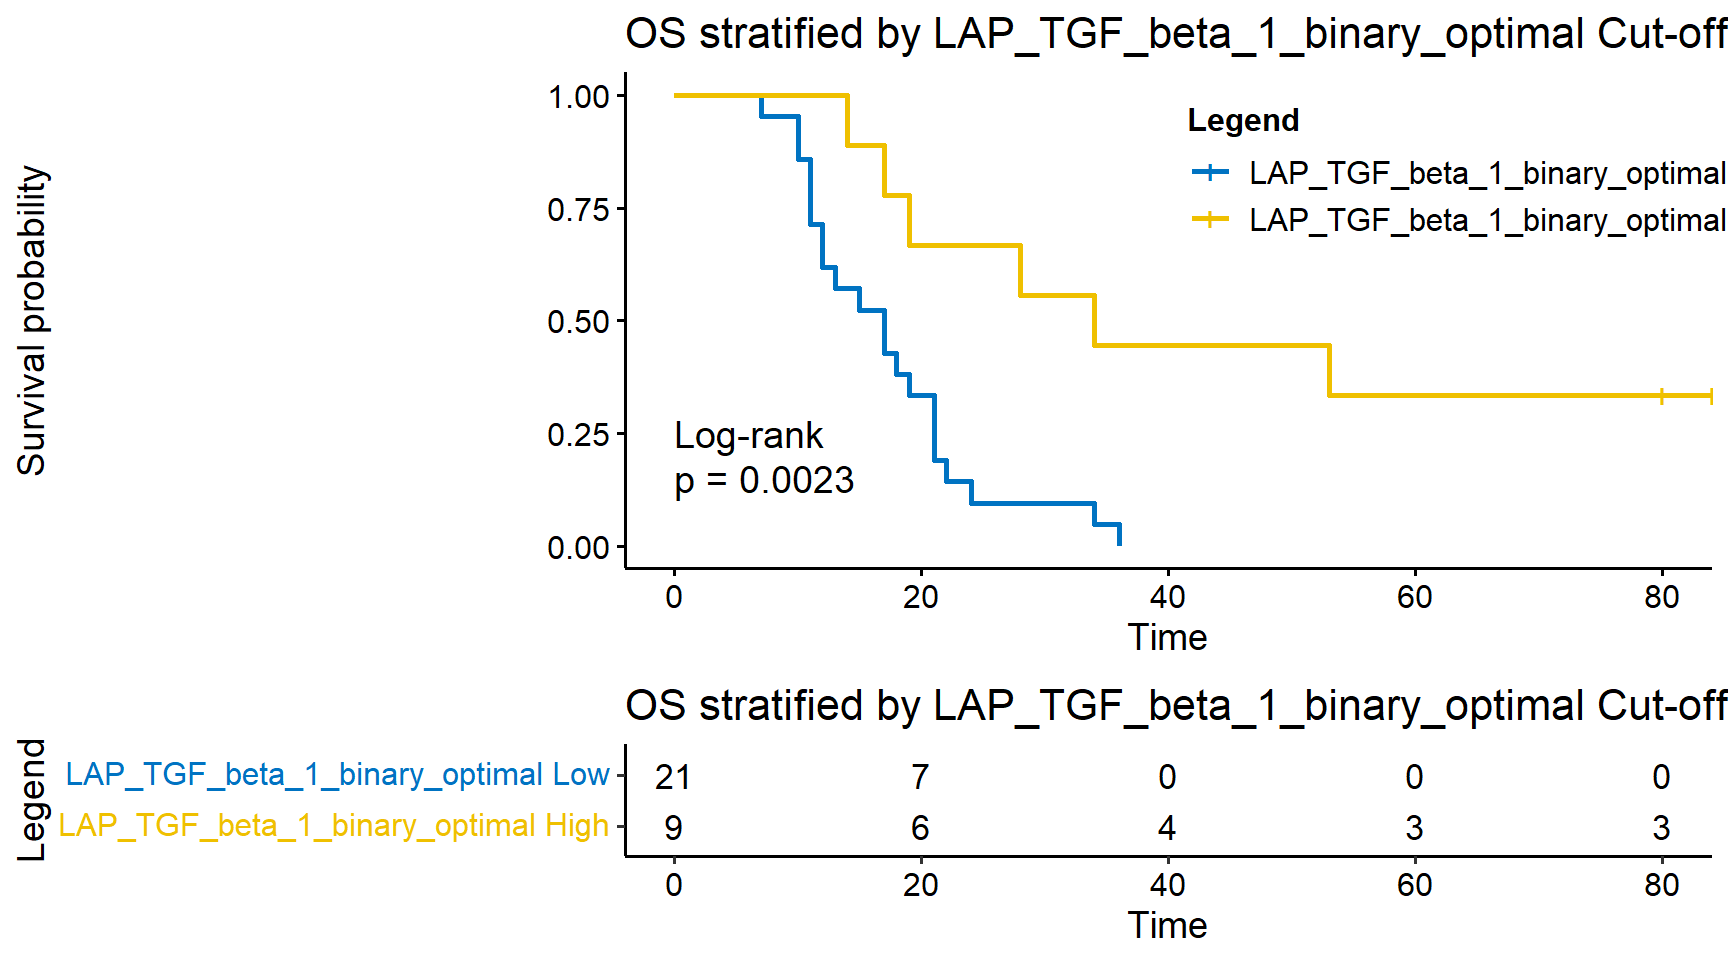 OS stratified by LAP_TGF_beta_1_binary_optimal Cut-off
Survival probability
1.00
0.75
0.50
0.25
0.00
Legend
LAP_TGF_beta_1_binary_optimal
LAP_TGF_beta_1_binary_optimal
Log-rank
p = 0.0023
0 20 40 60 80
Time
OS stratified by LAP_TGF_beta_1_binary_optimal Cut-off
Legend
LAP_TGF_beta_1_binary_optimal Low 21 7 0 0 0
LAP_TGF_beta_1_binary_optimal High 9 6 4 3 3
0 20 40 60 80
Time